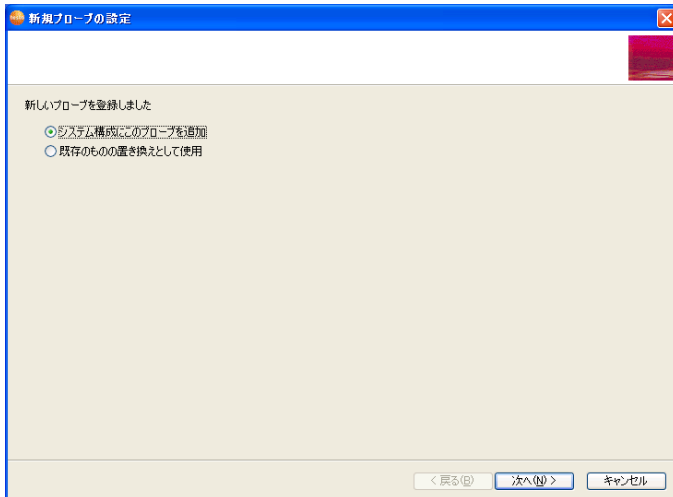 新規プローブの設定
新しいプローブを登録しました
システム構成にこのプローブを追加
既存のものの置き換えとして使用
< 戻る(B)
次へ(N) >
キャンセル